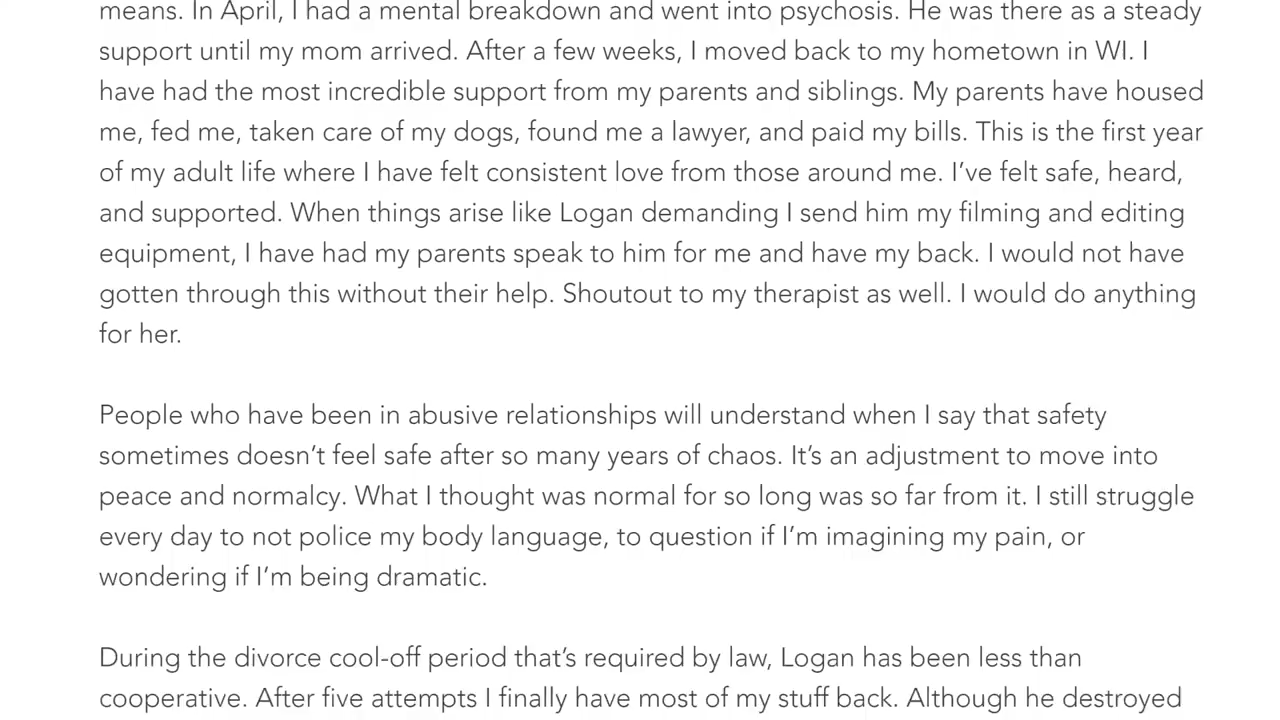 means. In April, I had a mental breakdown and went into psychosis. He was there as a steady
support until my mom arrived. After a few weeks, I moved back to my hometown in WI. I
have had the most incredible support from my parents and siblings. My parents have housed
me, fed me, taken care of my dogs, found me a lawyer, and paid my bills. This is the first year
of my adult life where I have felt consistent love from those around me. I’ve felt safe, heard,
and supported. When things arise like Logan demanding I send him my filming and editing
equipment, I have had my parents speak to him for me and have my back. I would not have
gotten through this without their help. Shoutout to my therapist as well. I would do anything
for her.
People who have been in abusive relationships will understand when I say that safety
sometimes doesn’t feel safe after so many years of chaos. It’s an adjustment to move into
peace and normalcy. What I thought was normal for so long was so far from it. I still struggle
every day to not police my body language, to question if I’m imagining my pain, or
wondering if I’m being dramatic.
During the divorce cool-off period that’s required by law, Logan has been less than
cooperative. After five attempts I finally have most of my stuff back. Although he destroyed